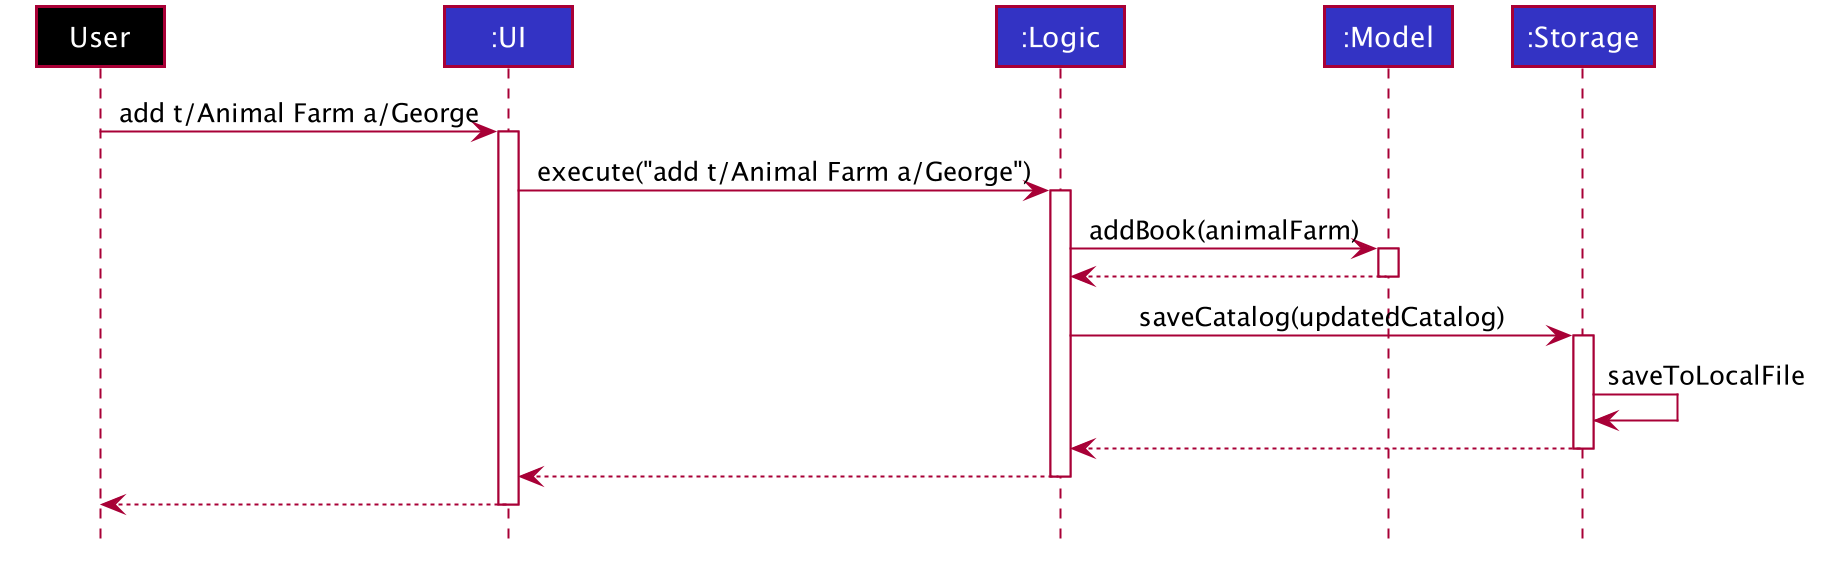 User
:UI
:Logic
:Model
:Storage
add t/Animal Farm a/George
execute("add t/Animal Farm a/George")
addBook(animalFarm)
saveCatalog(updatedCatalog)
saveToLocalFile